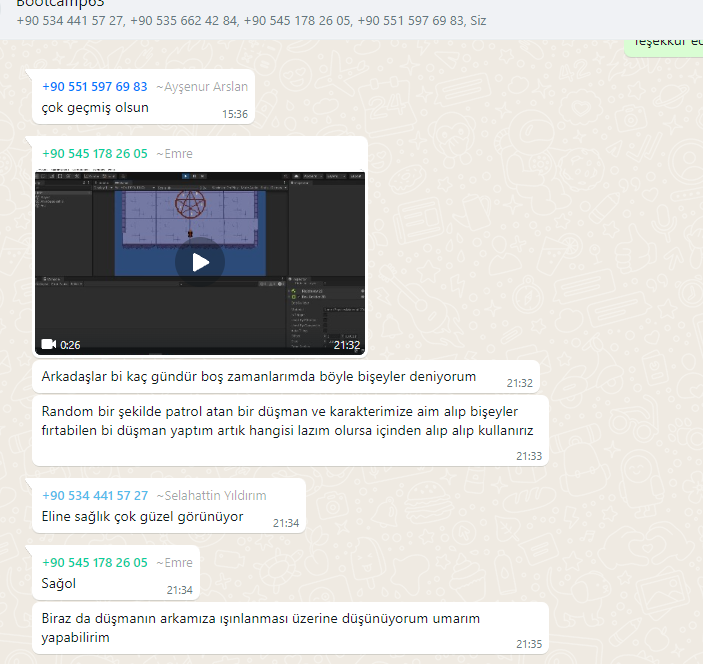 Bootcamp63
+90 534 441 57 27, +90 535 662 42 84, +90 545 178 26 05, +90 551 597 69 83, Siz
Teşekkür ed
+90 551 597 69 83 ~Ayşenur Arslan
çok geçmiş olsun
15:36
+90 545 178 26 05 ~Emre
0:26
21:32
Arkadaşlar bi kaç gündür boş zamanlarımda böyle bişeyler deniyorum
21:32
Random bir şekilde patrol atan bir düşman ve karakterimize aim alıp bişeyler
fırtabilen bi düşman yaptım artık hangisi lazım olursa içinden alıp alıp kullanırız
21:33
+90 534 441 57 27 ~Selahattin Yıldırım
Eline sağlık çok güzel görünüyor
21:34
+90 545 178 26 05 ~Emre
Sağol
21:34
Biraz da düşmanın arkamıza ışınlanması üzerine düşünüyorum umarım
yapabilirim
21:35